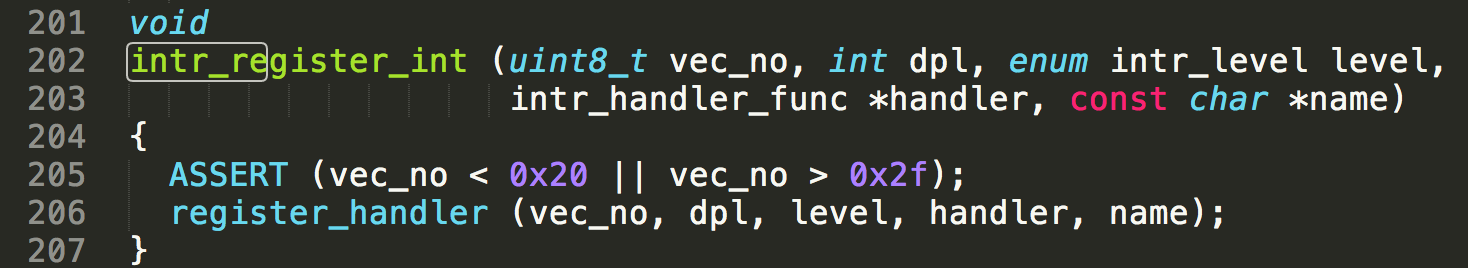 201 void
202 intr_register_int (uint8_t vec_no, int dpl, enum intr_level level,
203                    intr_handler_func *handler, const char *name)
204 {
205   ASSERT (vec_no < 0x20 || vec_no > 0x2f);
206   register_handler (vec_no, dpl, level, handler, name);
207 }